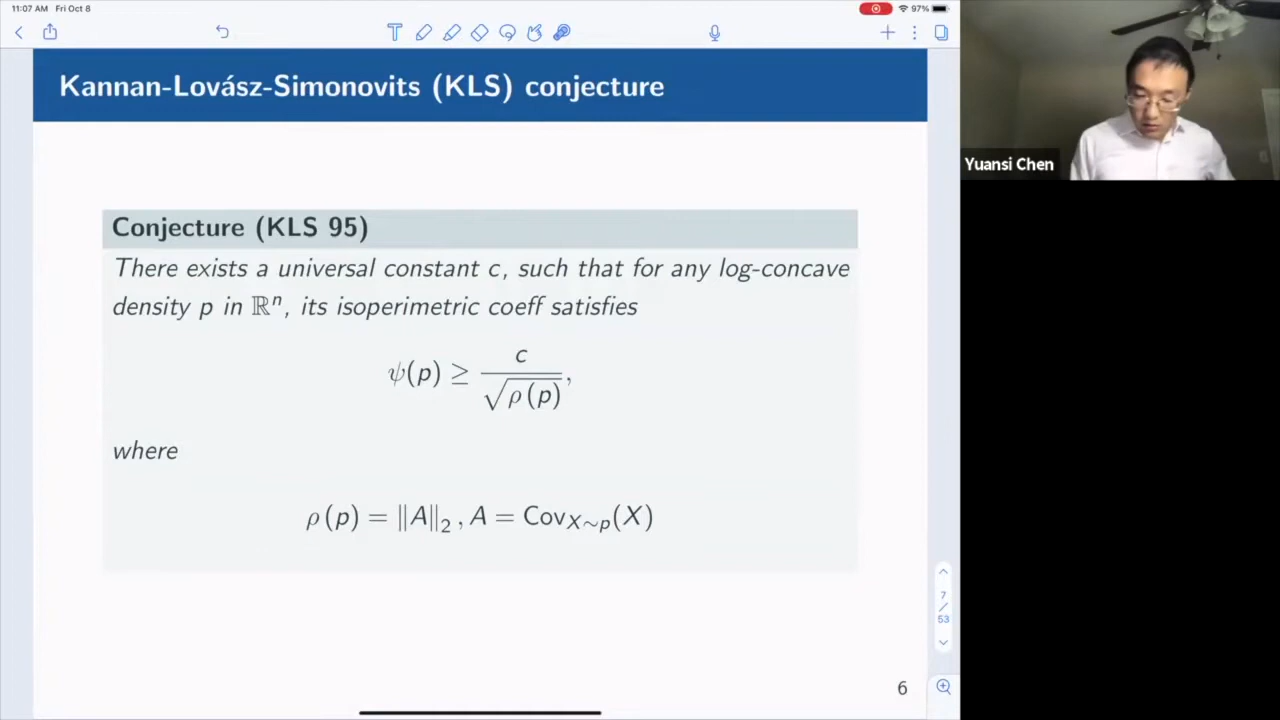 11:07 AM Fri Oct 8
97%
Kannan-Lovász-Simonovits (KLS) conjecture
Yuansi Chen
Conjecture (KLS 95)
There exists a universal constant c, such that for any log-concave
density p in ℝⁿ, its isoperimetric coeff satisfies
ψ(p) ≥ c / √ρ(p),
where
ρ(p) = ‖A‖₂ , A = Cov_{X∼p}(X)
7
/
53
6